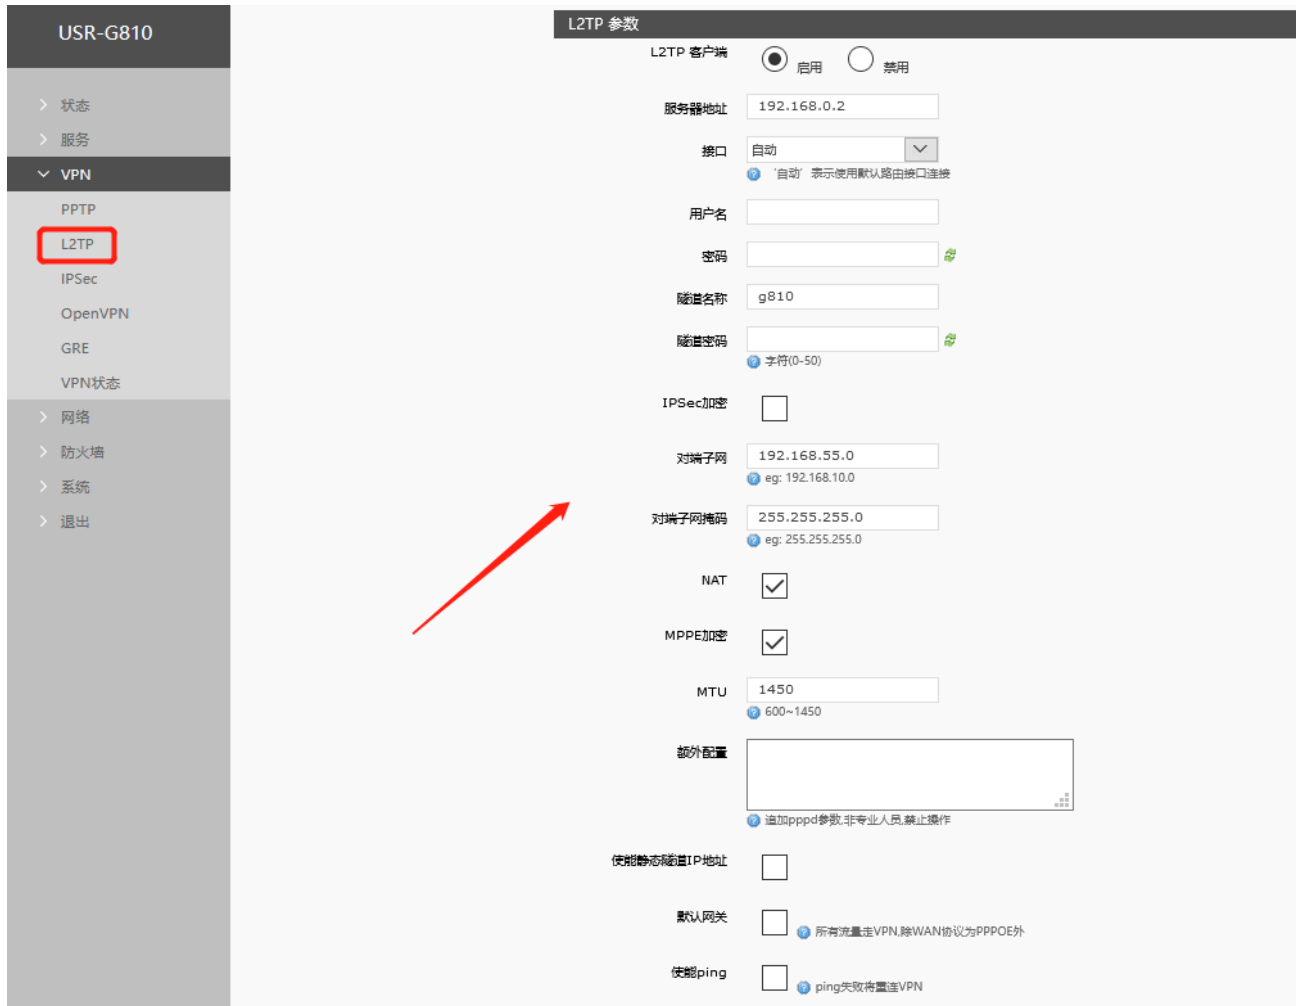 USR-G810
状态
服务
VPN
PPTP
L2TP
IPSec
OpenVPN
GRE
VPN状态
网络
防火墙
系统
退出
L2TP 参数
L2TP 客户端
启用 禁用
服务器地址 192.168.0.2
接口 自动
‘自动’ 表示使用默认路由接口连接
用户名
密码
隧道名称 g810
隧道密码
字符(0-50)
IPSec加密
对端子网 192.168.55.0
eg: 192.168.10.0
对端子网掩码 255.255.255.0
eg: 255.255.255.0
NAT
MPPE加密
MTU 1450
600~1450
额外配置
追加pppd参数,非专业人员,禁止操作
使能静态隧道IP地址
默认网关
所有流量走VPN,除WAN协议为PPPOE外
使能ping
ping失败将重连VPN